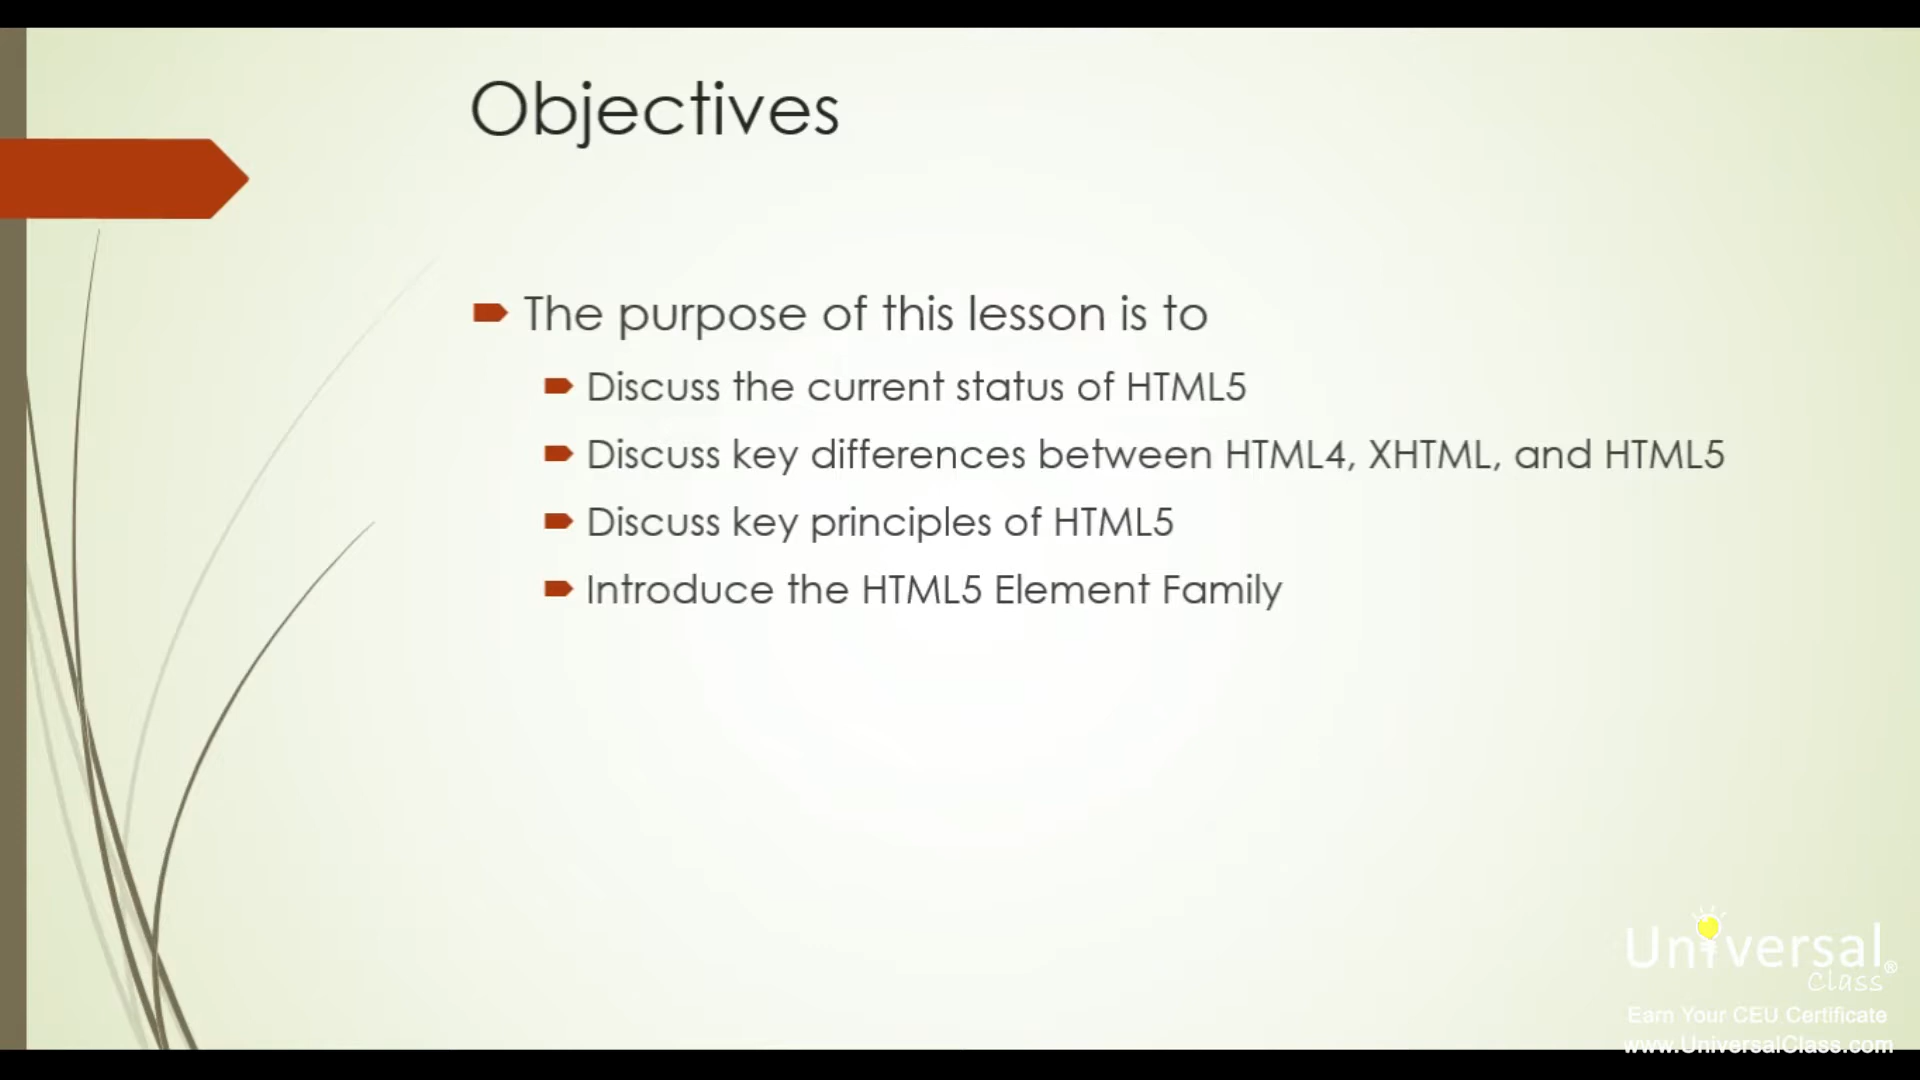 Objectives
The purpose of this lesson is to
Discuss the current status of HTML5
Discuss key differences between HTML4, XHTML, and HTML5
Discuss key principles of HTML5
Introduce the HTML5 Element Family
Universal®
Class
Earn Your CEU Certificate
www.UniversalClass.com